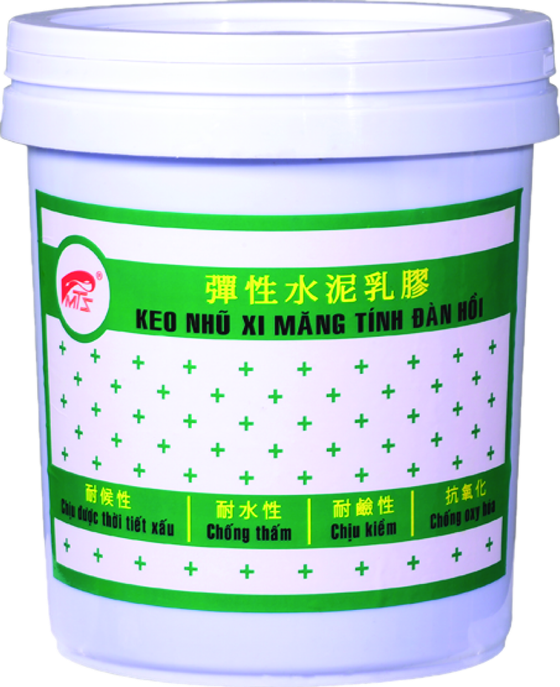 MTS®
彈性水泥乳膠
KEO NHŨ XI MĂNG TÍNH ĐÀN HỒI
耐候性 耐水性 耐鹼性 抗氧化
Chịu được thời tiết xấu Chống thấm Chịu kiềm Chống oxy hóa